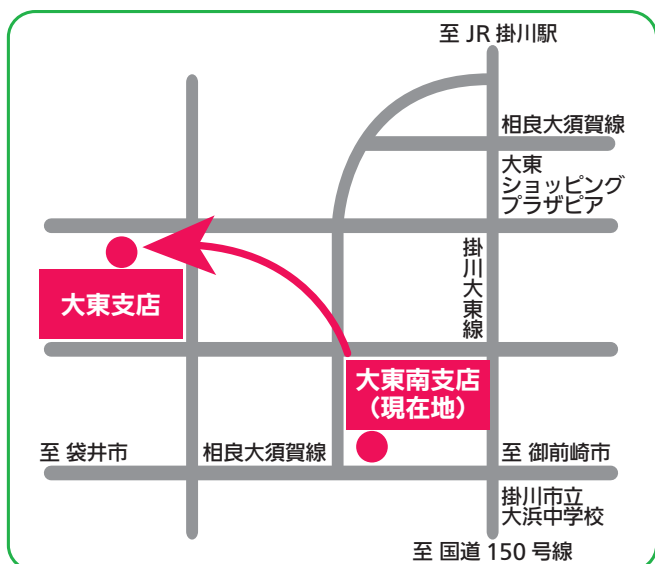 至 JR 掛川駅
相良大須賀線
大東
ショッピング
プラザピア
掛川大東線
大東支店
大東南支店
（現在地）
至 袋井市
相良大須賀線
至 御前崎市
掛川市立
大浜中学校
至 国道 150 号線